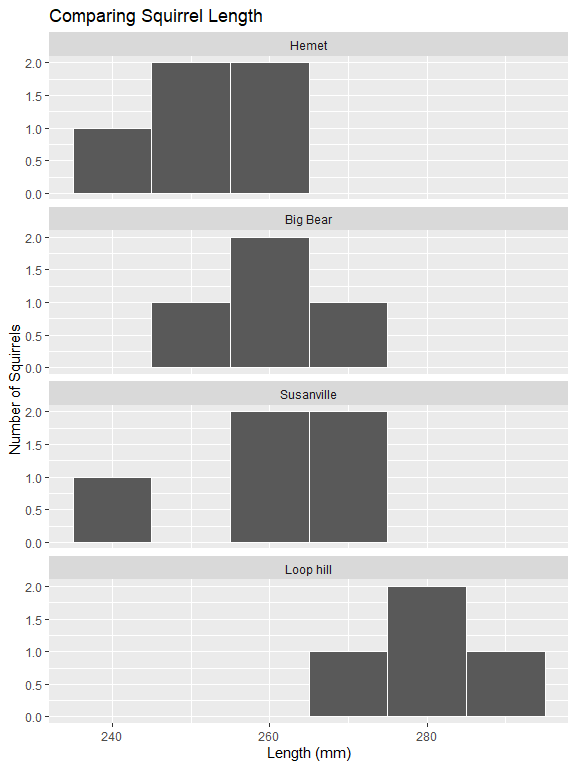 Comparing Squirrel Length
Hemet
2.0
1.5
1.0
0.5
0.0
Big Bear
2.0
1.5
1.0
0.5
0.0
Number of Squirrels
Susanville
2.0
1.5
1.0
0.5
0.0
Loop hill
2.0
1.5
1.0
0.5
0.0
240 260 280
Length (mm)